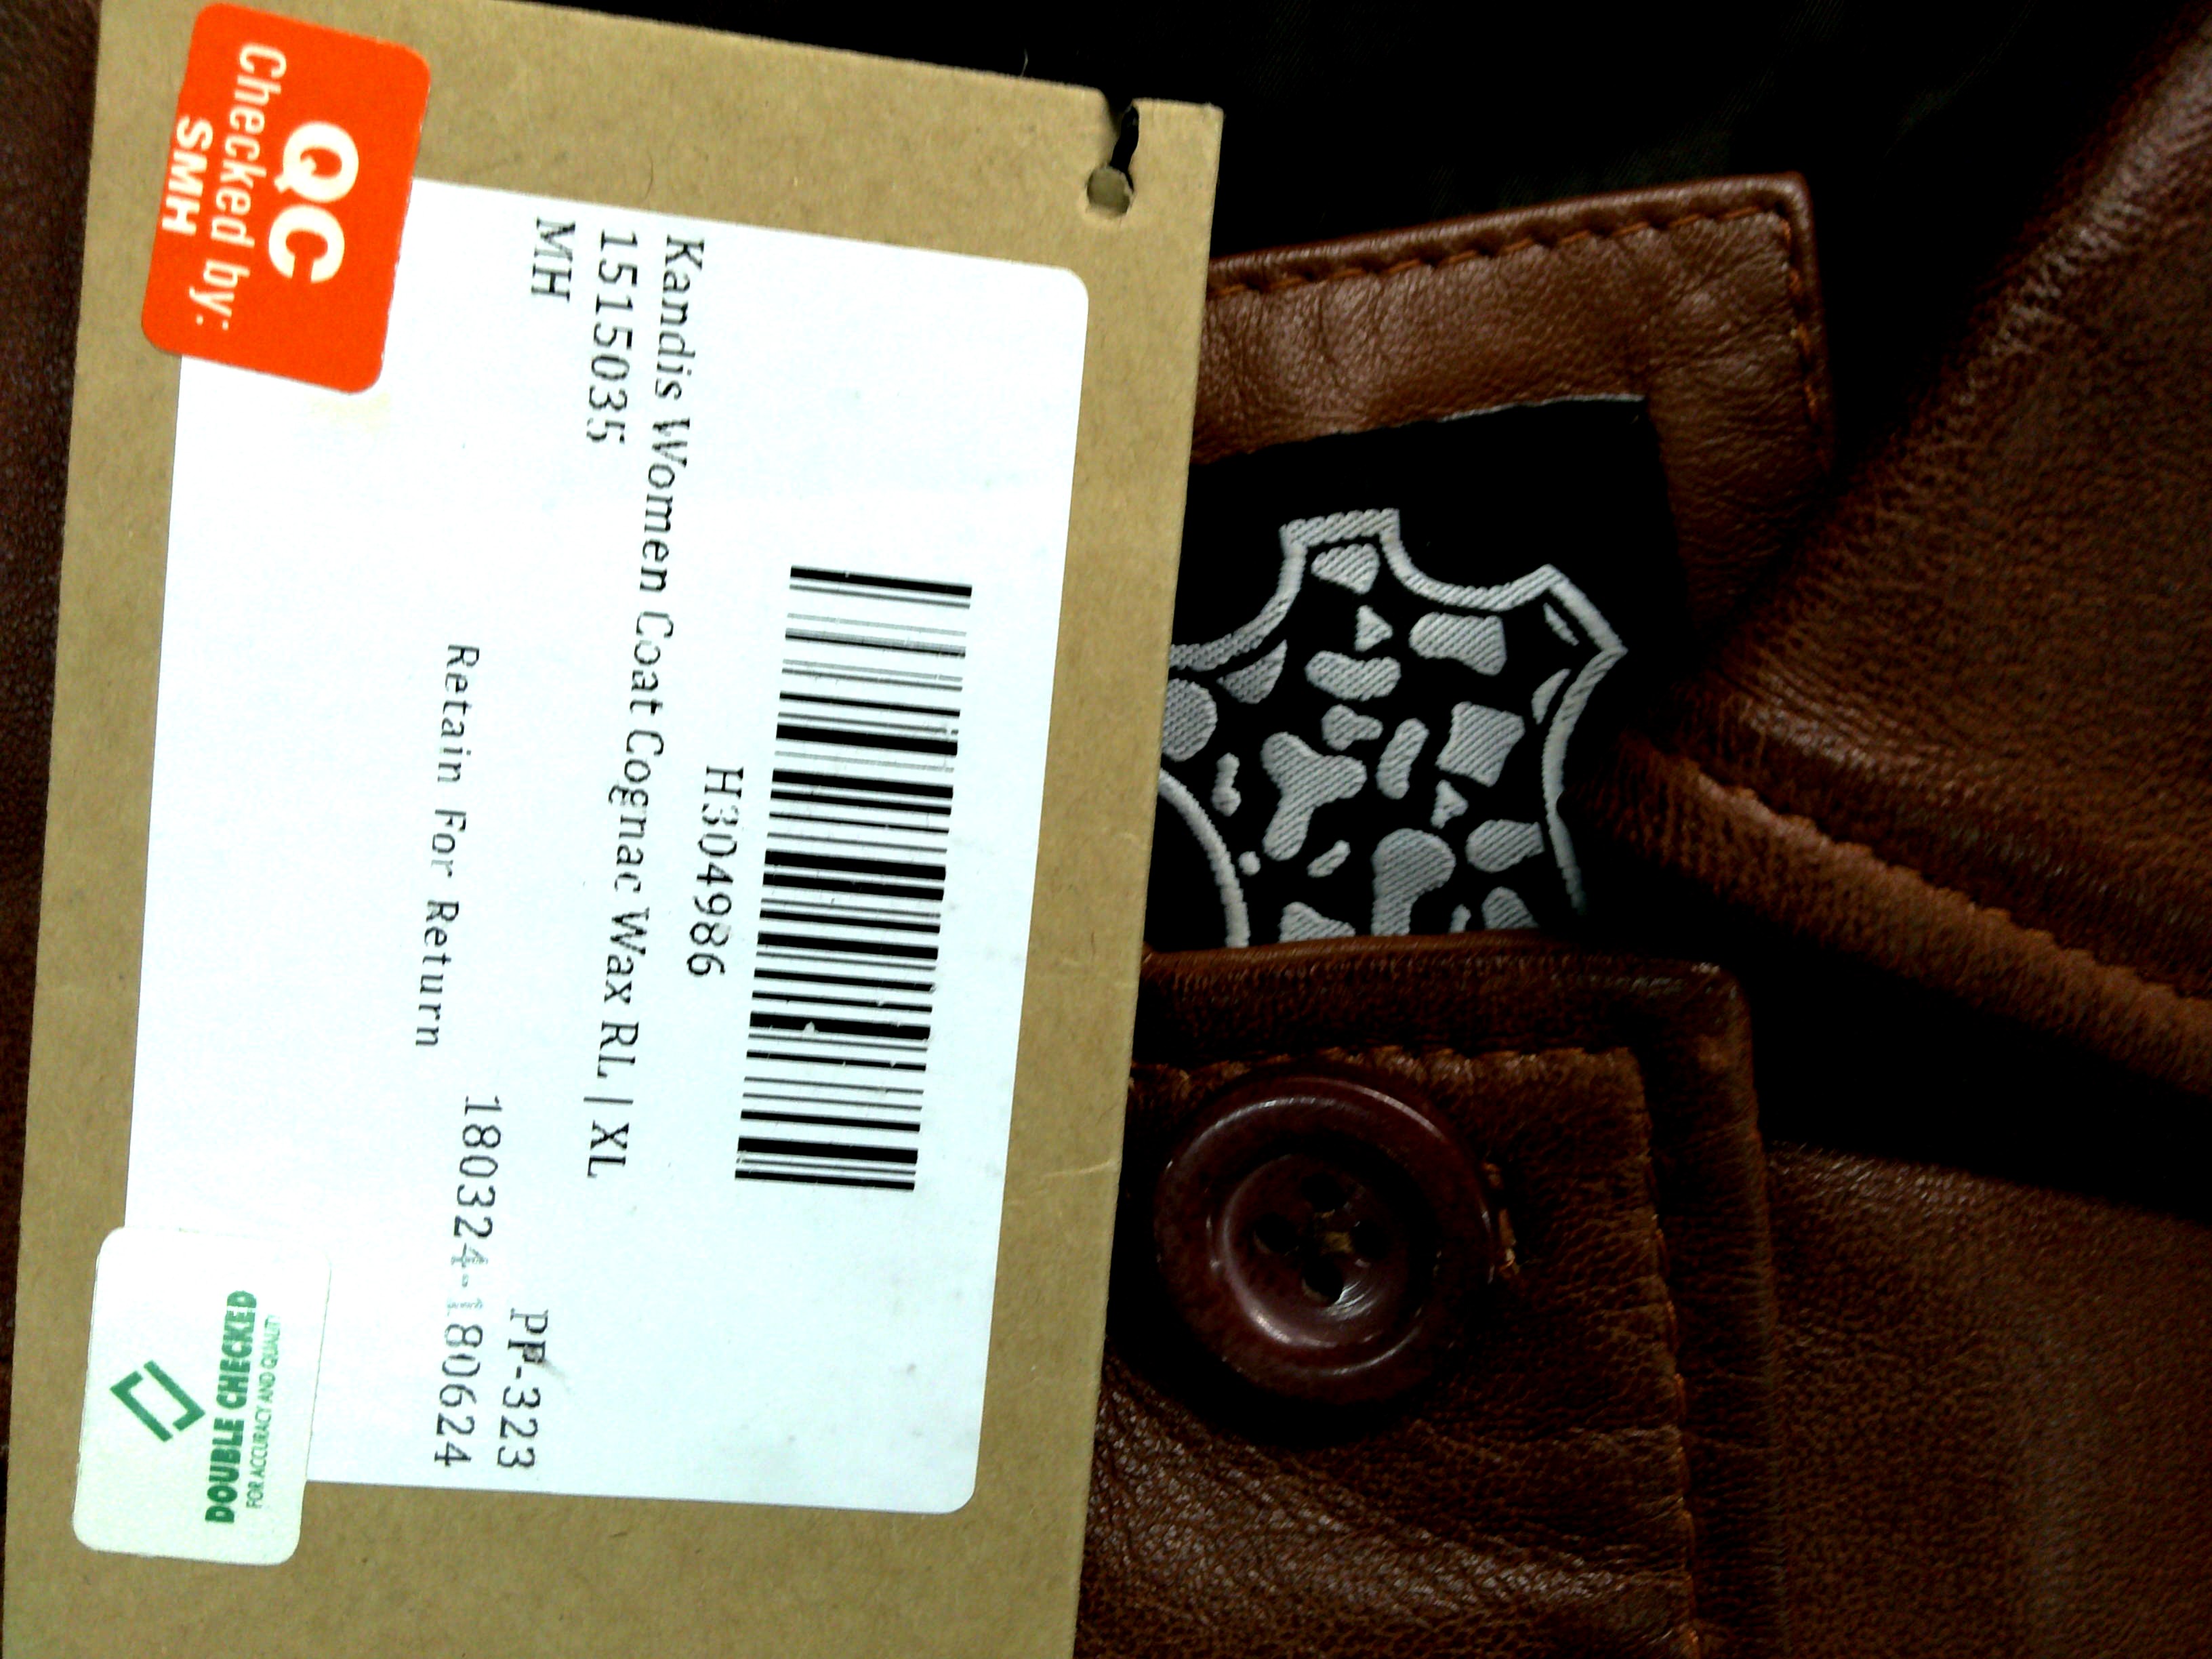 H304986
Kandis Women Coat Cognac Wax RL | XL
1515035
MH
PP-323
180324-180624
Retain For Return
QC
Checked by:
SMH
DOUBLE CHECKED
FOR ACCURACY AND QUALITY